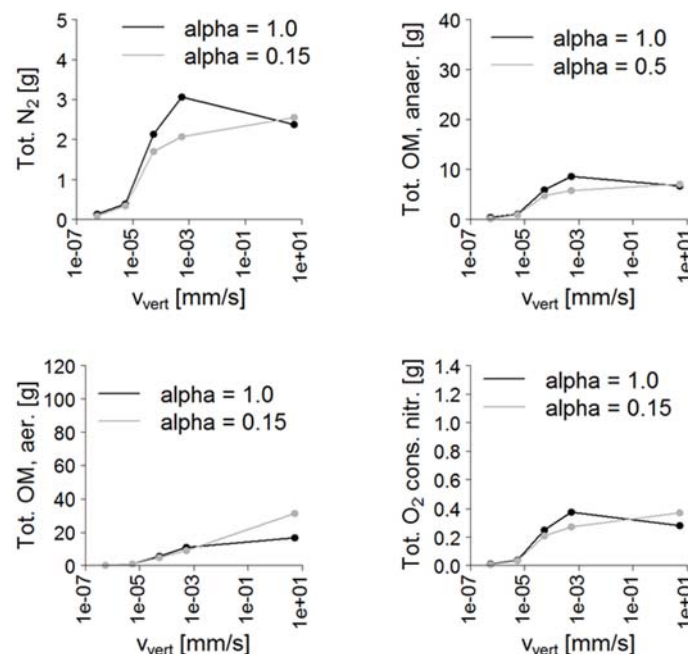 alpha = 1.0
alpha = 0.15
Tot. N₂ [g]
5
4
3
2
1
0
1e-07
1e-05
1e-03
1e-01
1e+01
v_vert [mm/s]
alpha = 1.0
alpha = 0.5
Tot. OM, anaer. [g]
40
30
20
10
0
1e-07
1e-05
1e-03
1e-01
1e+01
v_vert [mm/s]
alpha = 1.0
alpha = 0.15
Tot. OM, aer. [g]
120
100
80
60
40
20
0
1e-07
1e-05
1e-03
1e-01
1e+01
v_vert [mm/s]
alpha = 1.0
alpha = 0.15
Tot. O₂ cons. nitr. [g]
1.4
1.2
1.0
0.8
0.6
0.4
0.2
0.0
1e-07
1e-05
1e-03
1e-01
1e+01
v_vert [mm/s]